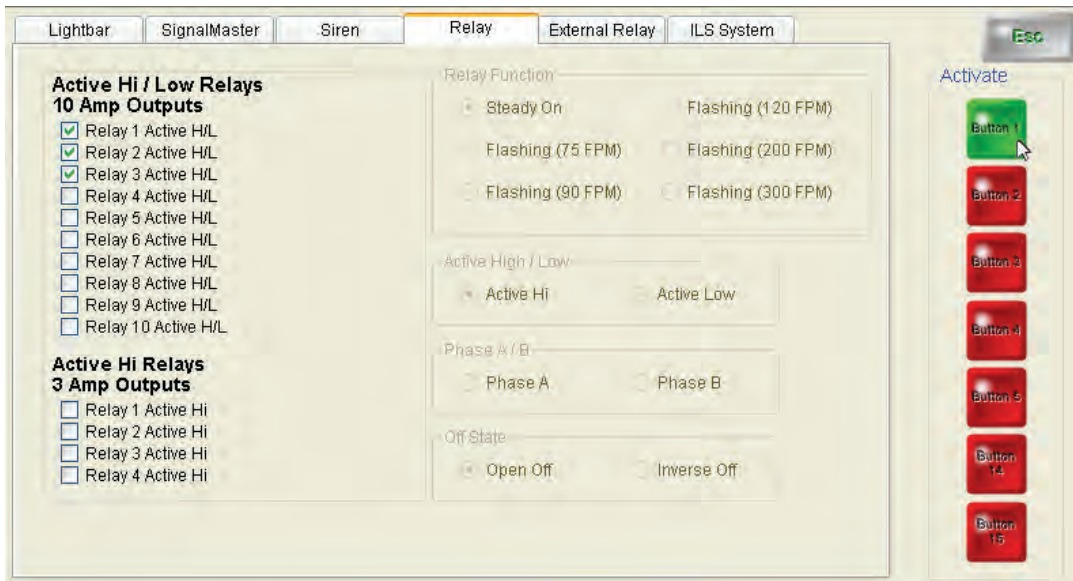 Lightbar SignalMaster Siren Relay External Relay ILS System
Esc
Active Hi / Low Relays
10 Amp Outputs
Relay 1 Active H/L
Relay 2 Active H/L
Relay 3 Active H/L
Relay 4 Active H/L
Relay 5 Active H/L
Relay 6 Active H/L
Relay 7 Active H/L
Relay 8 Active H/L
Relay 9 Active H/L
Relay 10 Active H/L
Active Hi Relays
3 Amp Outputs
Relay 1 Active Hi
Relay 2 Active Hi
Relay 3 Active Hi
Relay 4 Active Hi
Relay Function
Steady On Flashing (120 FPM)
Flashing (75 FPM) Flashing (200 FPM)
Flashing (90 FPM) Flashing (300 FPM)
Active High / Low
Active Hi Active Low
Phase A / B
Phase A Phase B
Off State
Open Off Inverse Off
Activate
Button 1
Button 2
Button 3
Button 4
Button 5
Button
14
Button
15